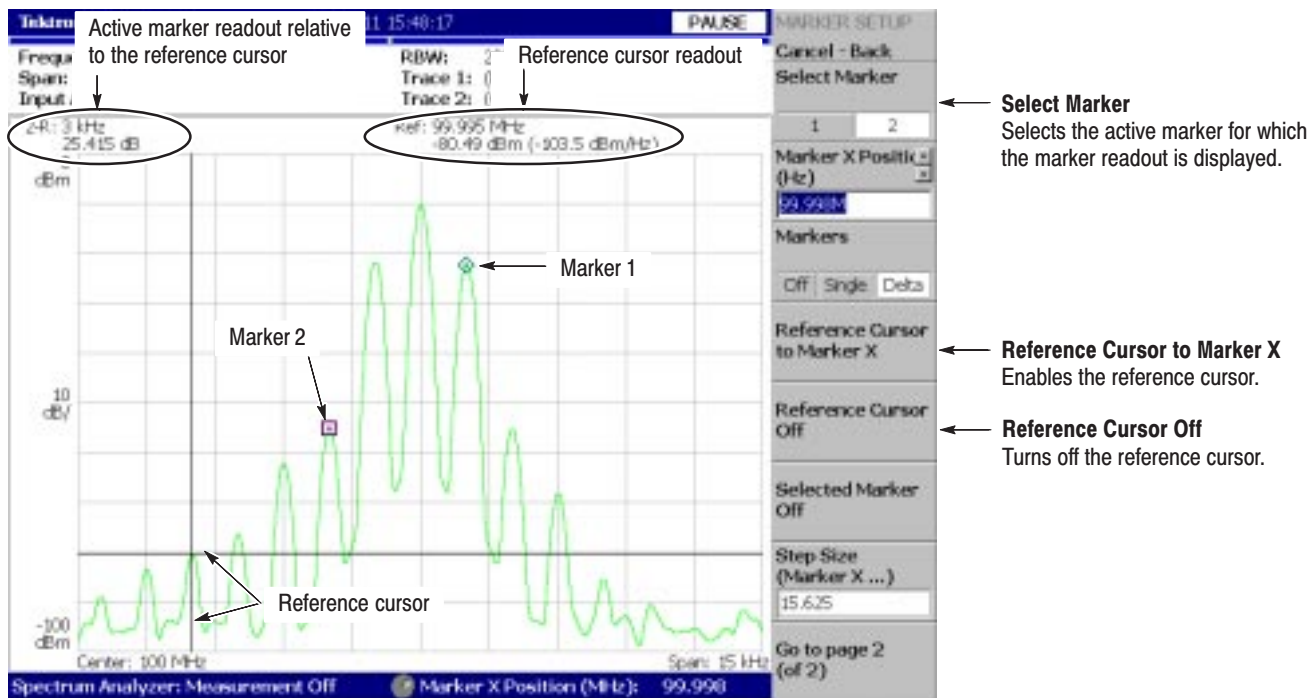 Active marker readout relative
to the reference cursor
15:48:17
PAUSE
MARKER SETUP
Cancel - Back
Span:
RBW:
Trace 1:
Trace 2:
Reference cursor readout
Select Marker
1 2
2-R: 3 kHz
25.415 dB
Ref: 99.995 MHz
-80.49 dBm (-103.5 dBm/Hz)
dBm
Marker X Position
(Hz)
99.998M
Markers
Off Single Delta
Marker 1
Marker 2
Reference Cursor
to Marker X
10
dB/
Reference Cursor
Off
Selected Marker
Off
Step Size
(Marker X ...)
15.625
Reference cursor
-100
dBm
Center: 100 MHz
Span: 15 kHz
Go to page 2
(of 2)
Spectrum Analyzer: Measurement Off
Marker X Position (MHz): 99.998
Select Marker
Selects the active marker for which
the marker readout is displayed.
Reference Cursor to Marker X
Enables the reference cursor.
Reference Cursor Off
Turns off the reference cursor.